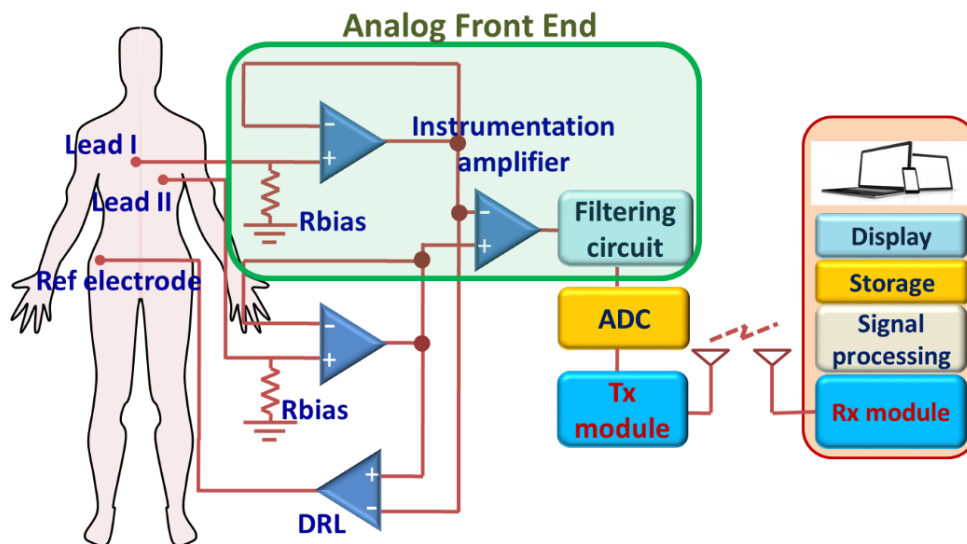 Analog Front End
Lead I
Lead II
Ref electrode
-
+
Rbias
Instrumentation
amplifier
-
+
Filtering
circuit
-
+
Rbias
+
-
DRL
ADC
Tx
module
Display
Storage
Signal
processing
Rx module